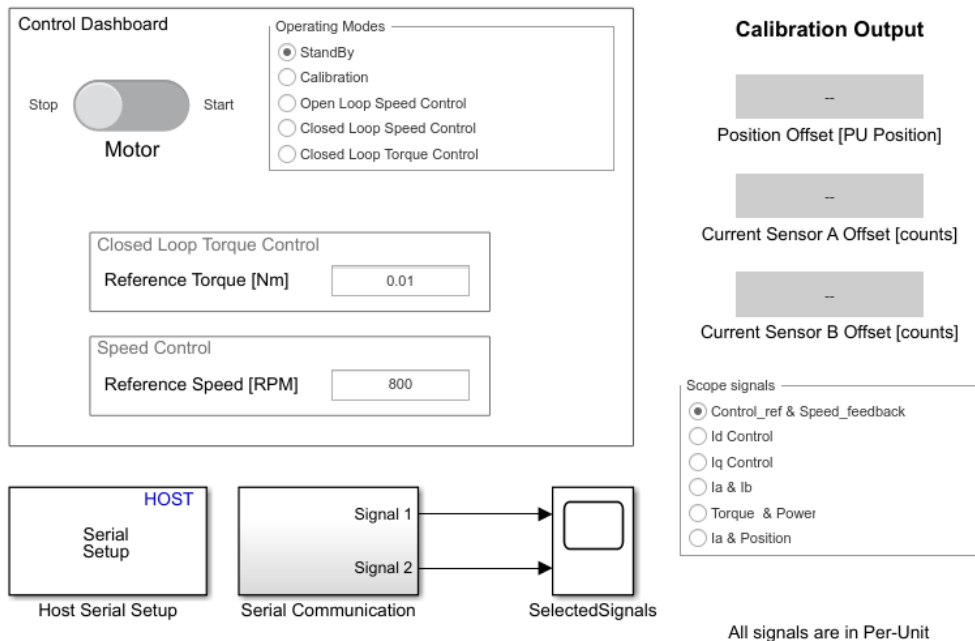 Control Dashboard
Stop
Start
Motor
Operating Modes
StandBy
Calibration
Open Loop Speed Control
Closed Loop Speed Control
Closed Loop Torque Control
Closed Loop Torque Control
Reference Torque [Nm]
0.01
Speed Control
Reference Speed [RPM]
800
Calibration Output
--
Position Offset [PU Position]
--
Current Sensor A Offset [counts]
--
Current Sensor B Offset [counts]
Scope signals
Control_ref & Speed_feedback
Id Control
Iq Control
Ia & Ib
Torque & Power
Ia & Position
HOST
Serial
Setup
Host Serial Setup
Signal 1
Signal 2
Serial Communication
SelectedSignals
All signals are in Per-Unit